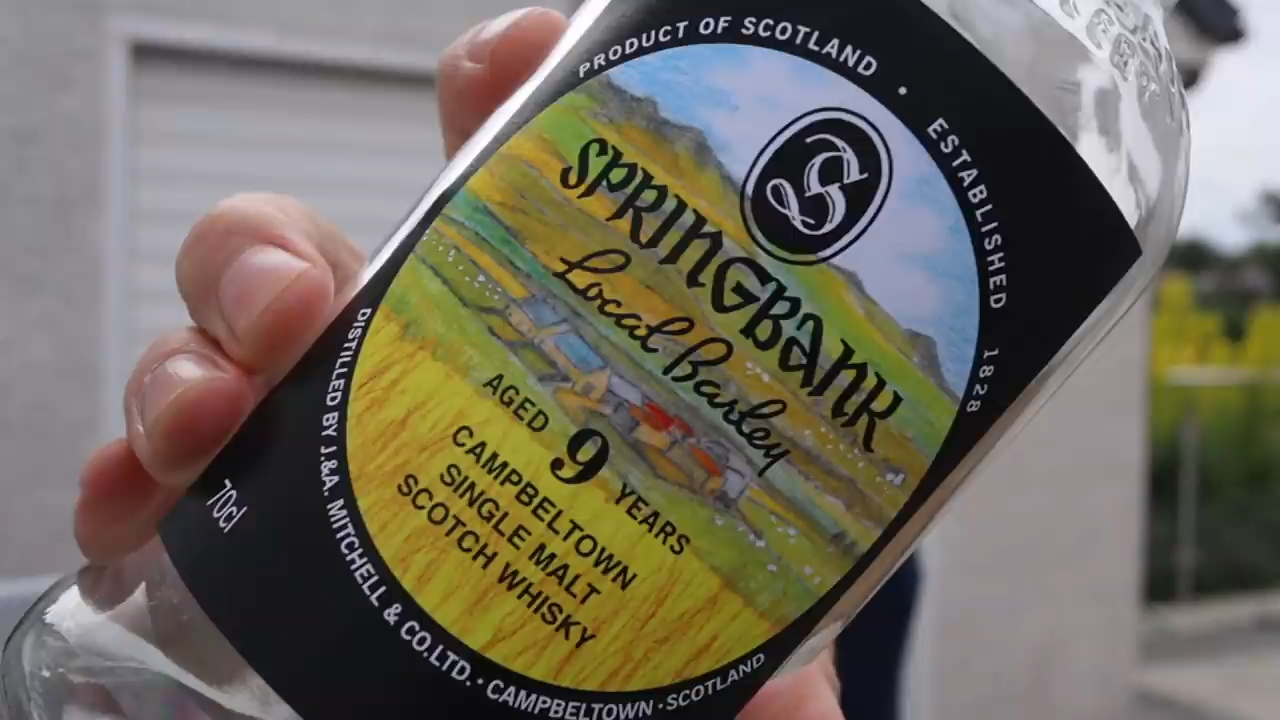 PRODUCT OF SCOTLAND • ESTABLISHED 1828
S
SPRINGBANK
Local Barley
AGED 9 YEARS
CAMPBELTOWN
SINGLE MALT
SCOTCH WHISKY
70cl
DISTILLED BY J.&A. MITCHELL & CO.LTD. · CAMPBELTOWN · SCOTLAND